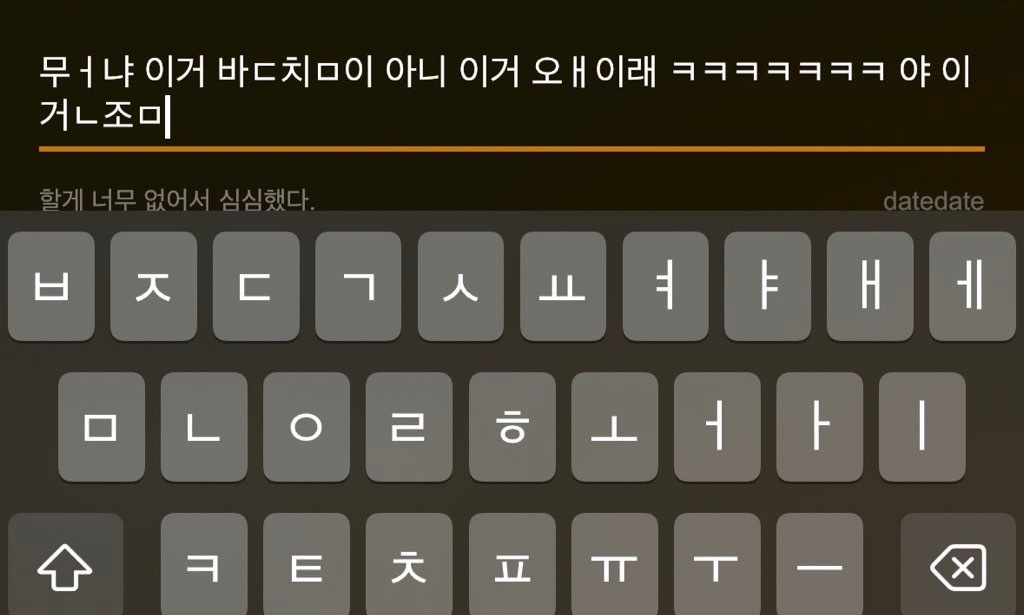 무ㅓ냐 이거 바ㄷ치ㅁ이 아니 이거 오ㅐ이래 ㅋㅋㅋㅋㅋㅋㅋ 야 이
거ㄴ조ㅁ
할게 너무 없어서 심심했다. datedate
ㅂ ㅈ ㄷ ㄱ ㅅ ㅛ ㅕ ㅑ ㅐ ㅔ
ㅁ ㄴ ㅇ ㄹ ㅎ ㅗ ㅓ ㅏ ㅣ
ㅋ ㅌ ㅊ ㅍ ㅠ ㅜ ㅡ